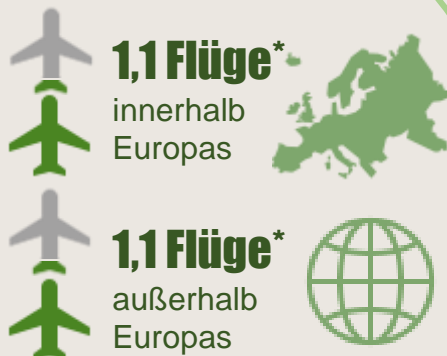 1,1 Flüge*
innerhalb
Europas
1,1 Flüge*
außerhalb
Europas